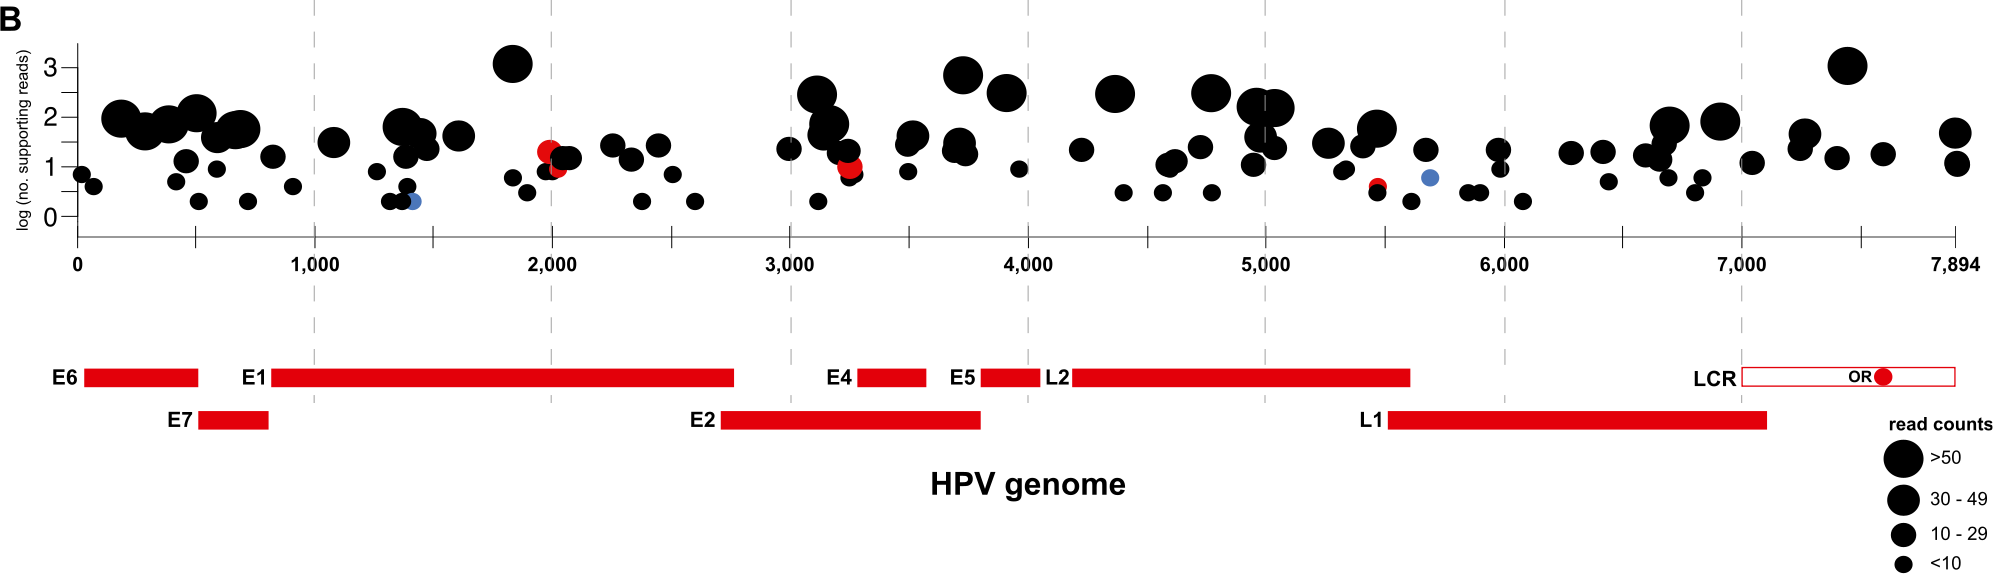 B
log (no. supporting reads)
3
2
1
0
0 1,000 2,000 3,000 4,000 5,000 6,000 7,000 7,894
E6 E1 E4 E5 L2 LCR OR
E7 E2 L1
read counts
>50
30 - 49
10 - 29
<10
HPV genome